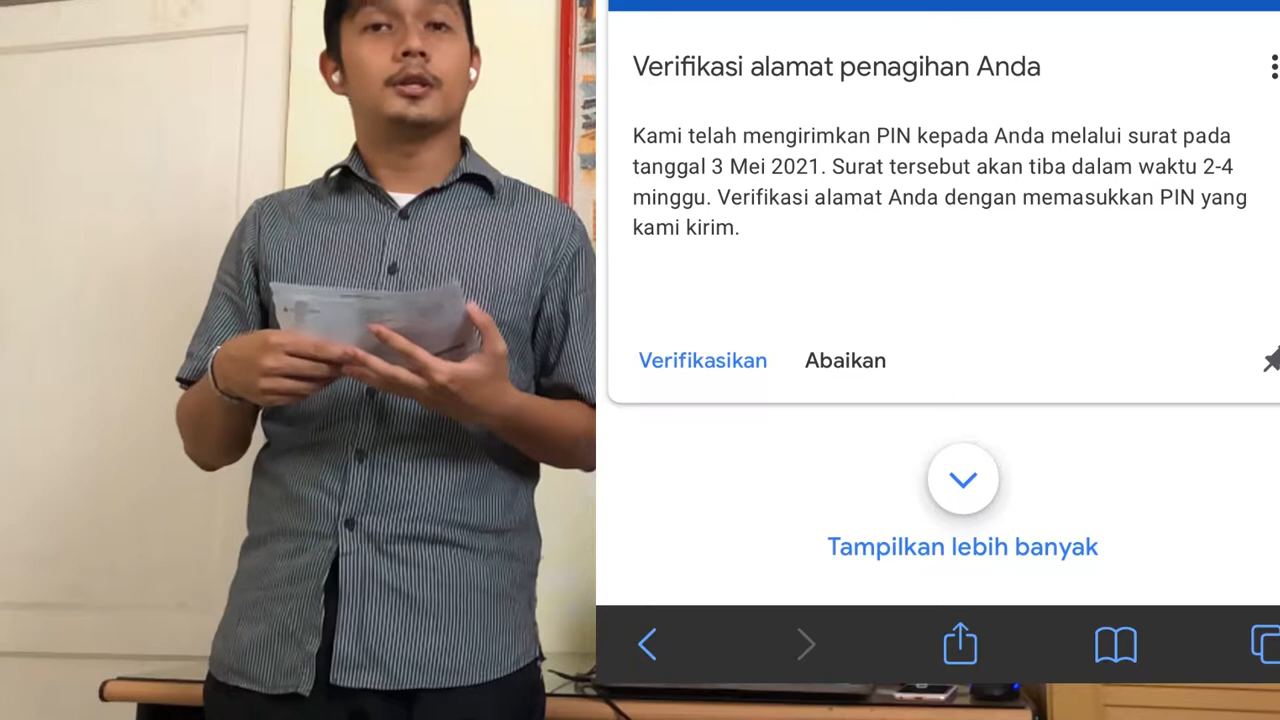 Verifikasi alamat penagihan Anda
Kami telah mengirimkan PIN kepada Anda melalui surat pada
tanggal 3 Mei 2021. Surat tersebut akan tiba dalam waktu 2-4
minggu. Verifikasi alamat Anda dengan memasukkan PIN yang
kami kirim.
Verifikasikan
Abaikan
Tampilkan lebih banyak